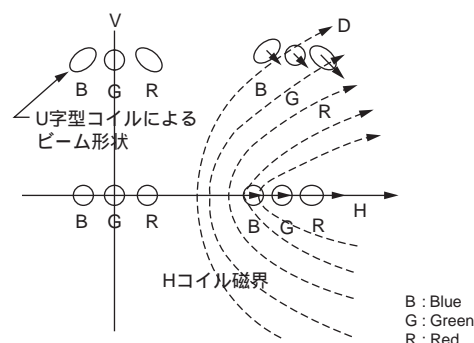 V
D
B G R
B
G
R
U字型コイルによる
ビーム形状
H
B G R
B G R
Hコイル磁界
B : Blue
G : Green
R : Red